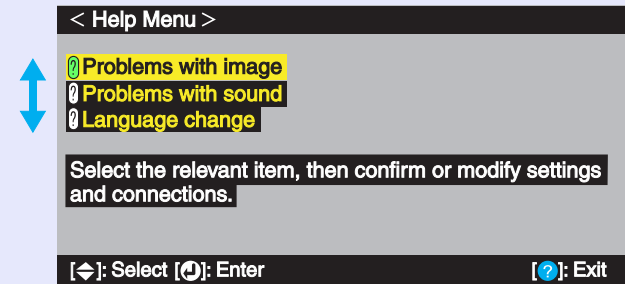 < Help Menu >
? Problems with image
? Problems with sound
? Language change
Select the relevant item, then confirm or modify settings
and connections.
[◆]: Select [⏎]: Enter [?]: Exit